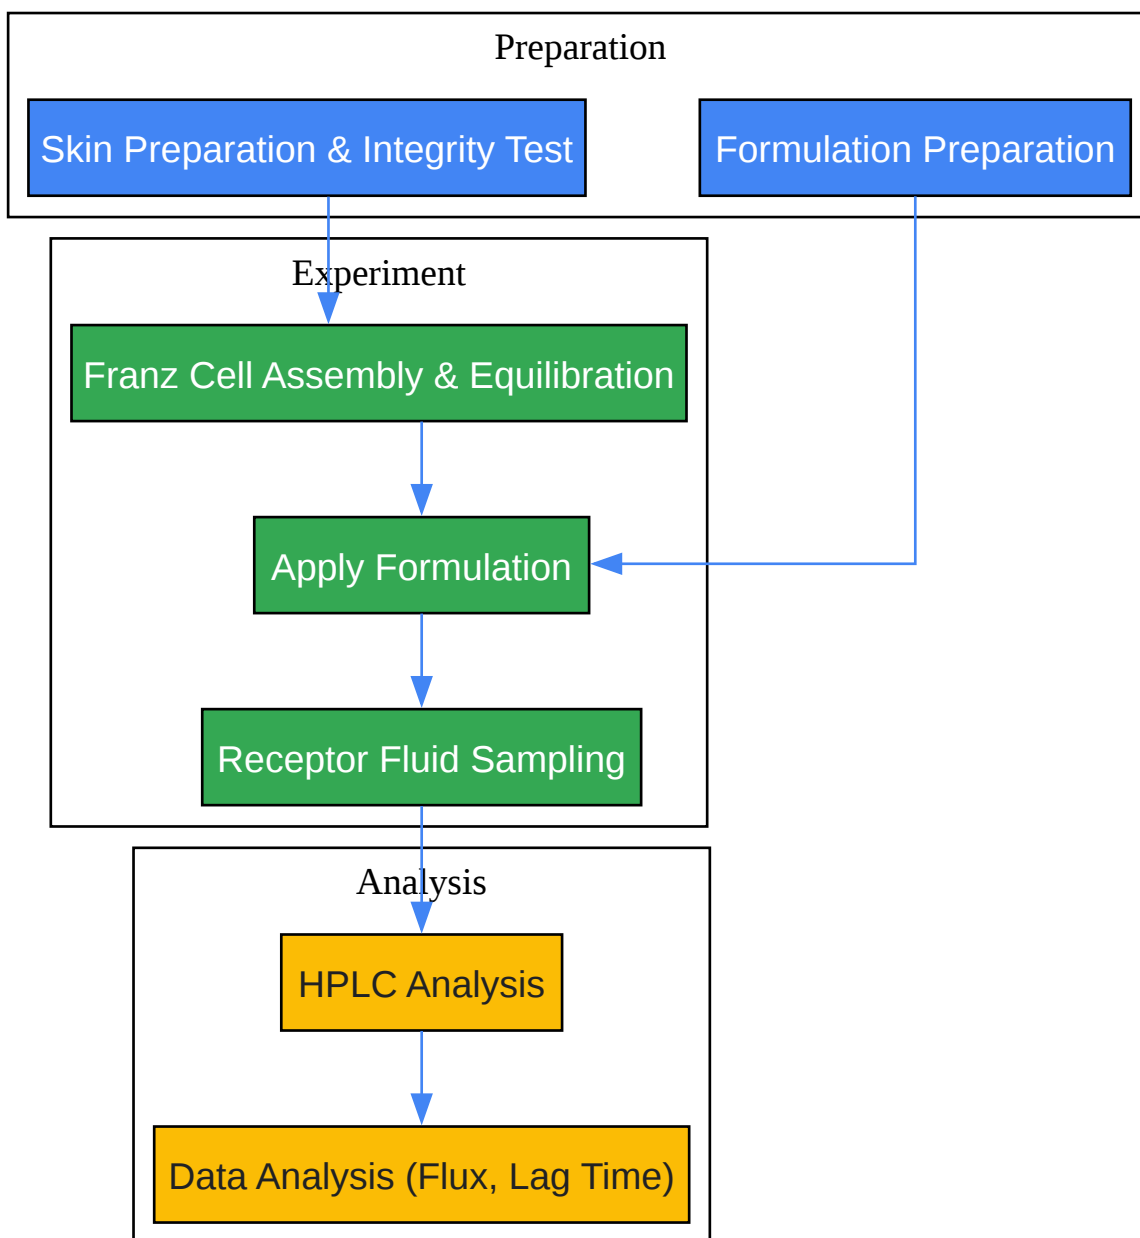 Preparation
Skin Preparation & Integrity Test
Formulation Preparation
Experiment
Franz Cell Assembly & Equilibration
Apply Formulation
Receptor Fluid Sampling
Analysis
HPLC Analysis
Data Analysis (Flux, Lag Time)